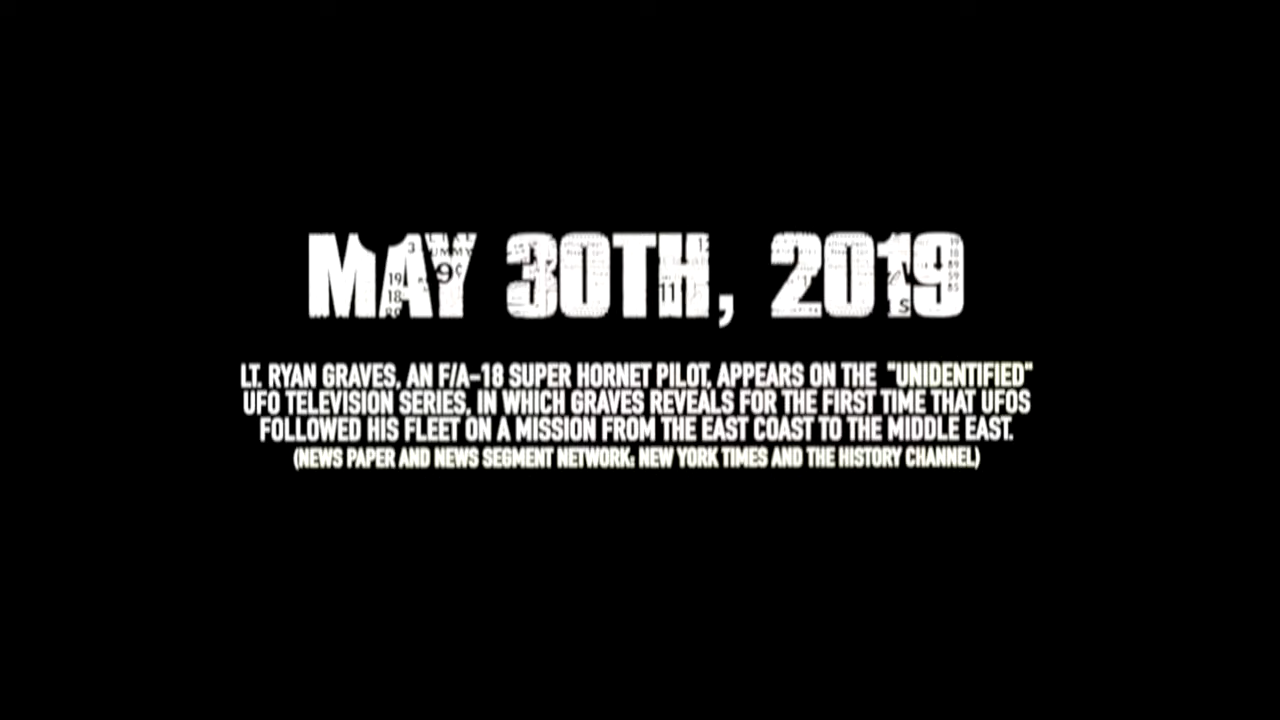 MAY 30TH, 2019
LT. RYAN GRAVES, AN F/A-18 SUPER HORNET PILOT, APPEARS ON THE "UNIDENTIFIED"
UFO TELEVISION SERIES, IN WHICH GRAVES REVEALS FOR THE FIRST TIME THAT UFOS
FOLLOWED HIS FLEET ON A MISSION FROM THE EAST COAST TO THE MIDDLE EAST.
(NEWS PAPER AND NEWS SEGMENT NETWORK: NEW YORK TIMES AND THE HISTORY CHANNEL)